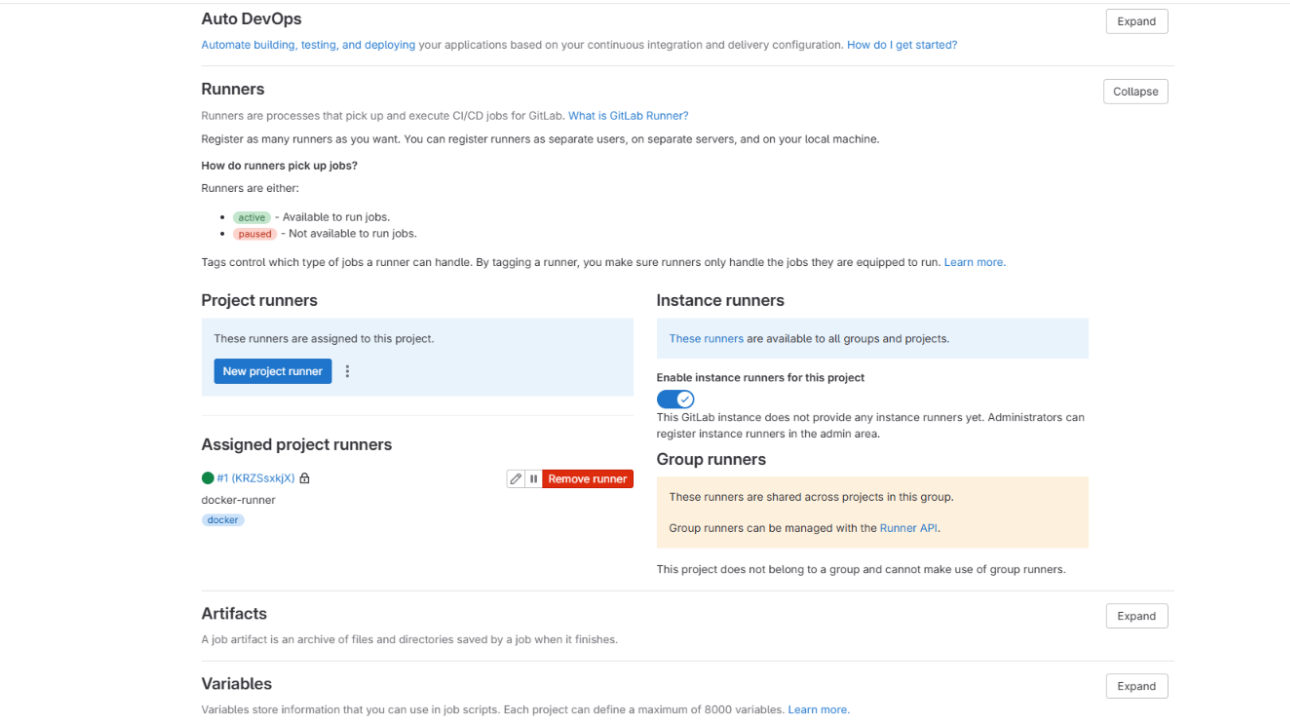 Auto DevOps
Expand
Automate building, testing, and deploying your applications based on your continuous integration and delivery configuration. How do I get started?
Runners
Collapse
Runners are processes that pick up and execute CI/CD jobs for GitLab. What is GitLab Runner?
Register as many runners as you want. You can register runners as separate users, on separate servers, and on your local machine.
How do runners pick up jobs?
Runners are either:
active - Available to run jobs.
paused - Not available to run jobs.
Tags control which type of jobs a runner can handle. By tagging a runner, you make sure runners only handle the jobs they are equipped to run. Learn more.
Project runners
These runners are assigned to this project.
New project runner
Assigned project runners
#1 (KRZSsxkjX)
Remove runner
docker-runner
docker
Instance runners
These runners are available to all groups and projects.
Enable instance runners for this project
This GitLab instance does not provide any instance runners yet. Administrators can
register instance runners in the admin area.
Group runners
These runners are shared across projects in this group.
Group runners can be managed with the Runner API.
This project does not belong to a group and cannot make use of group runners.
Artifacts
Expand
A job artifact is an archive of files and directories saved by a job when it finishes.
Variables
Expand
Variables store information that you can use in job scripts. Each project can define a maximum of 8000 variables. Learn more.